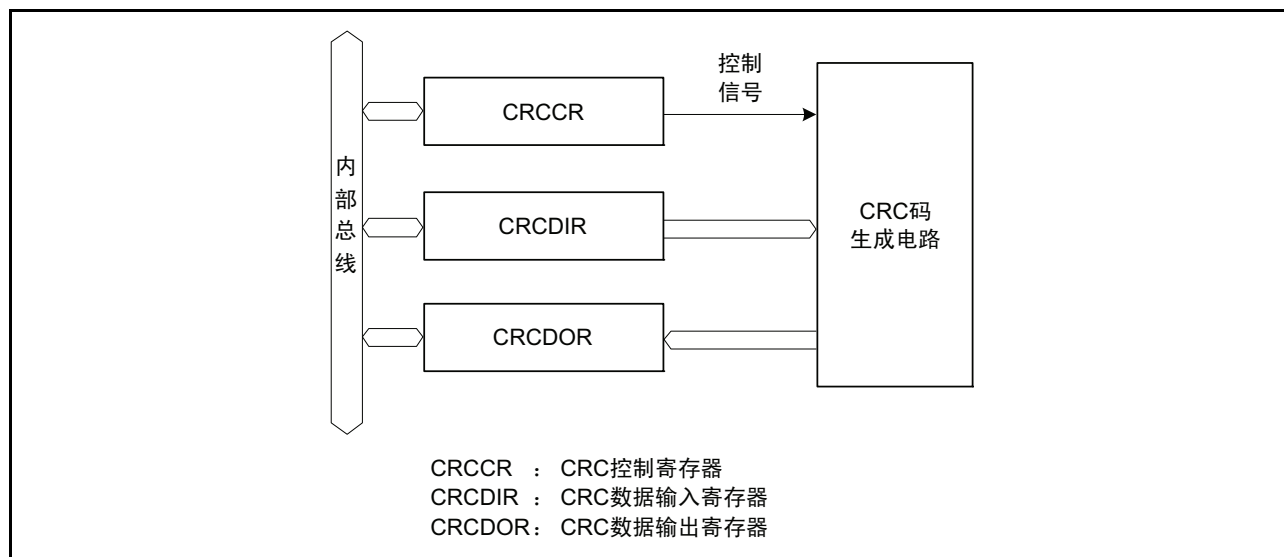 控制
信号
CRCCR
内
部
总
线
CRCDIR
CRC码
生成电路
CRCDOR
CRCCR : CRC控制寄存器
CRCDIR : CRC数据输入寄存器
CRCDOR: CRC数据输出寄存器